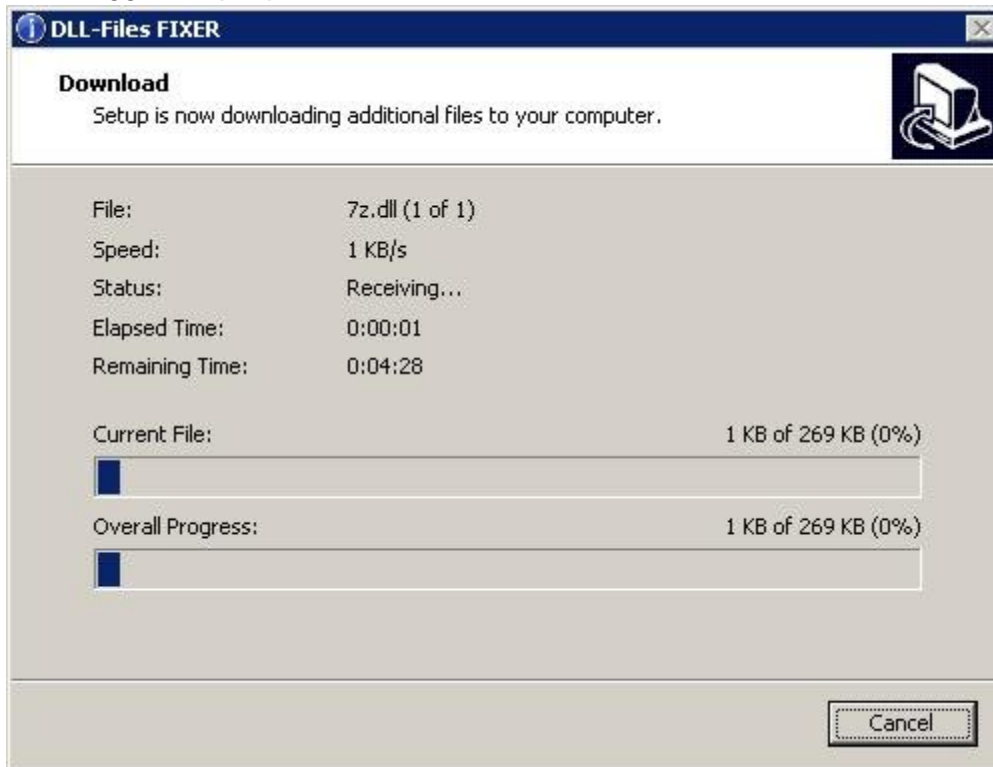 DLL-Files FIXER
Download
Setup is now downloading additional files to your computer.
File: 7z.dll (1 of 1)
Speed: 1 KB/s
Status: Receiving...
Elapsed Time: 0:00:01
Remaining Time: 0:04:28
Current File: 1 KB of 269 KB (0%)
Overall Progress: 1 KB of 269 KB (0%)
Cancel